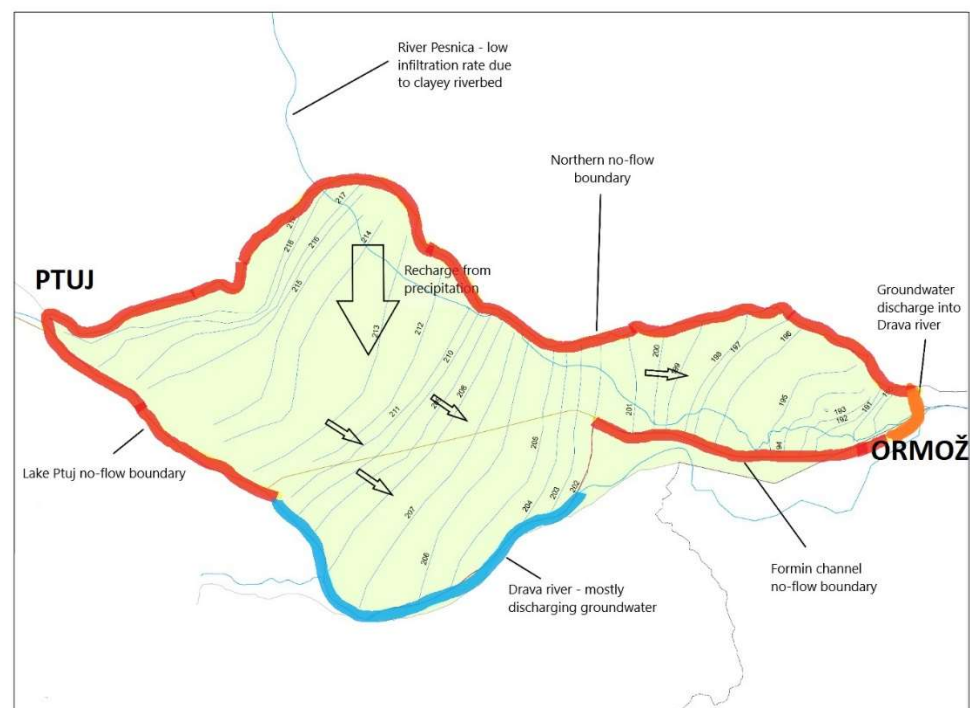 River Pesnica - low
infiltration rate due
to clayey riverbed
Northern no-flow
boundary
217
218
216
214
215
Recharge from
precipitation
PTUJ
Groundwater
discharge into
Drava river
213
212
210
208
211
200
198
197
196
195
201
193
192
191
94
ORMOŽ
Lake Ptuj no-flow boundary
205
203
202
204
207
206
Drava river - mostly
discharging groundwater
Formin channel
no-flow boundary